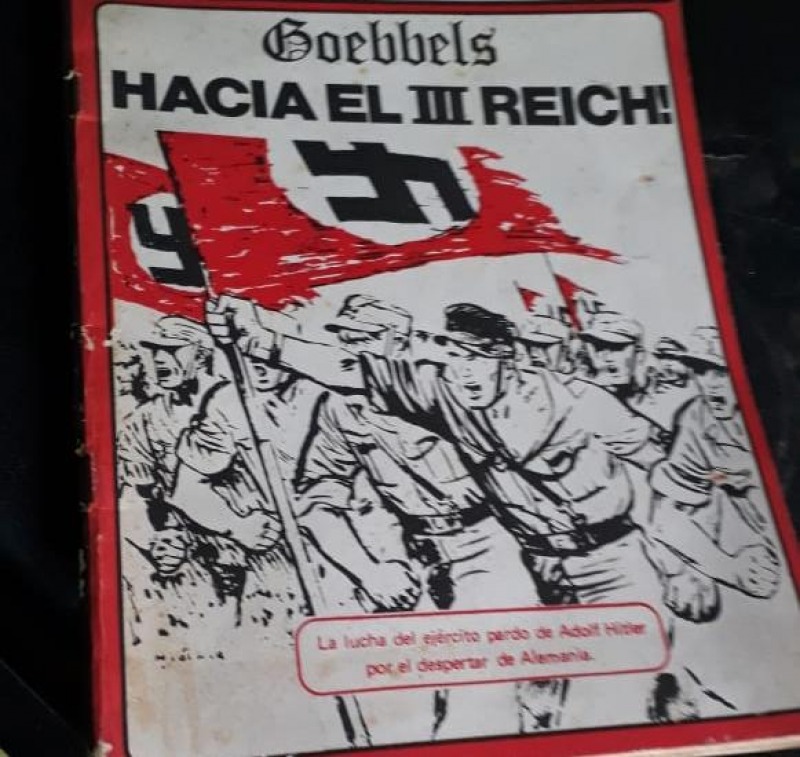 Goebbels
HACIA EL III REICH!
La lucha del ejército pardo de Adolf Hitler
por el despertar de Alemania.